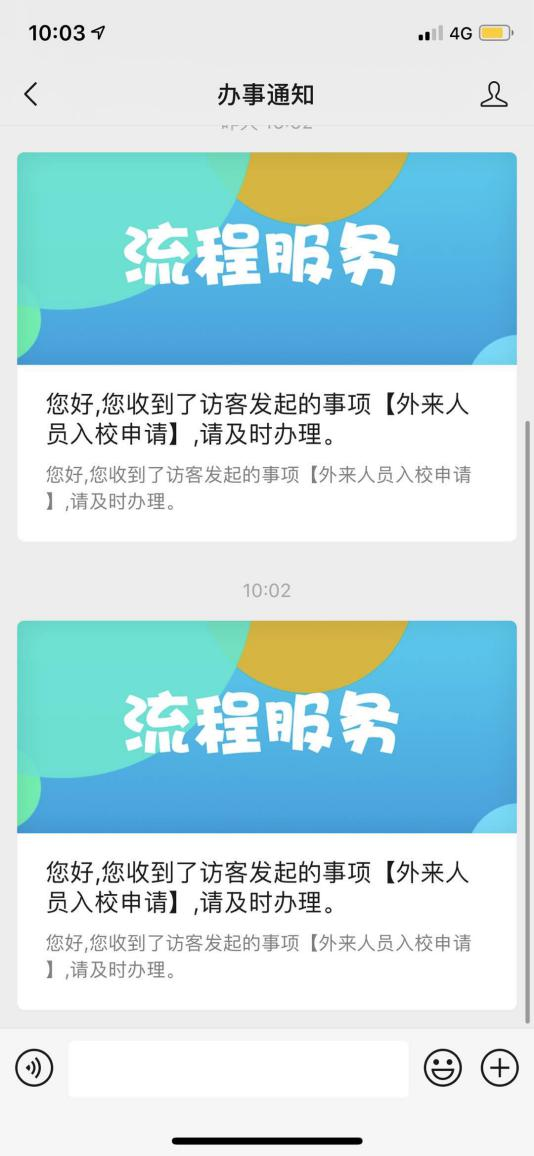 10:03
4G
办事通知
流程服务
您好,您收到了访客发起的事项【外来人
员入校申请】,请及时办理。
您好,您收到了访客发起的事项【外来人员入校申请
】,请及时办理。
10:02
流程服务
您好,您收到了访客发起的事项【外来人
员入校申请】,请及时办理。
您好,您收到了访客发起的事项【外来人员入校申请
】,请及时办理。